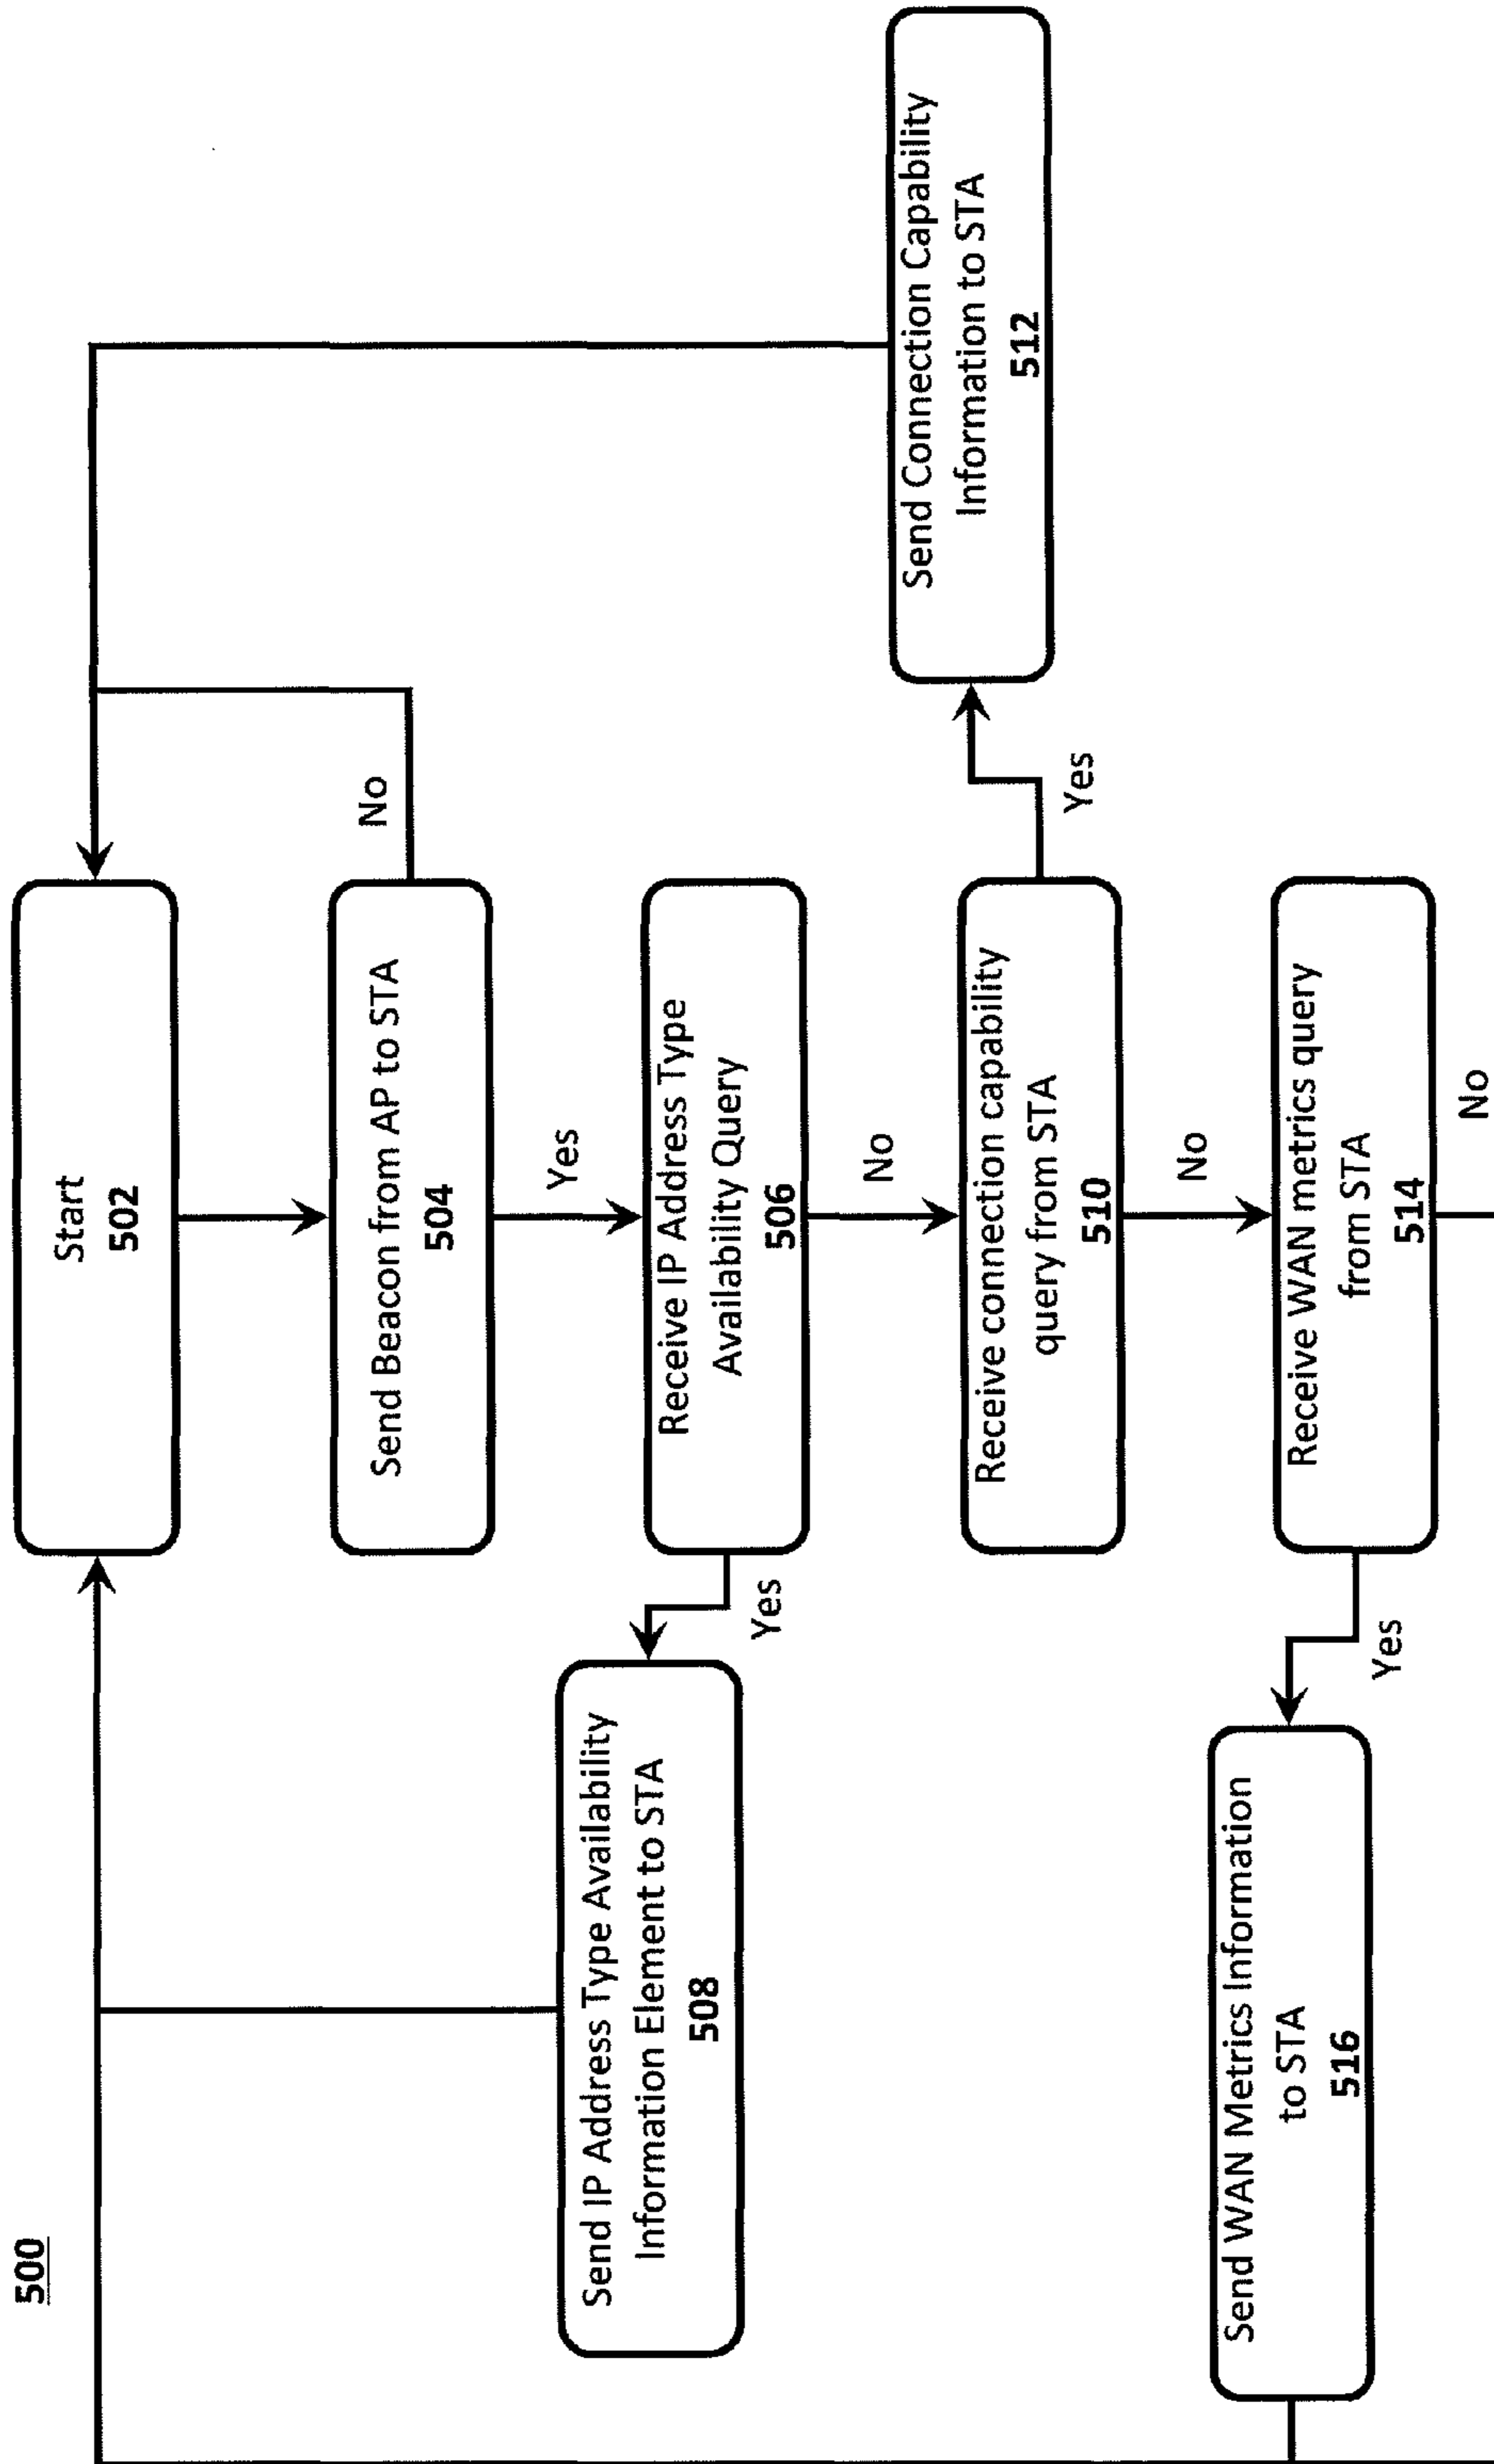 500
Start
502
Send Beacon from AP to STA
504
No
Yes
Receive IP Address Type
Availability Query
506
Yes
Send IP Address Type Availability
Information Element to STA
508
No
Receive connection capability
query from STA
510
Yes
Send Connection Capability
Information to STA
512
No
Receive WAN metrics query
from STA
514
Yes
Send WAN Metrics Information
to STA
516
No